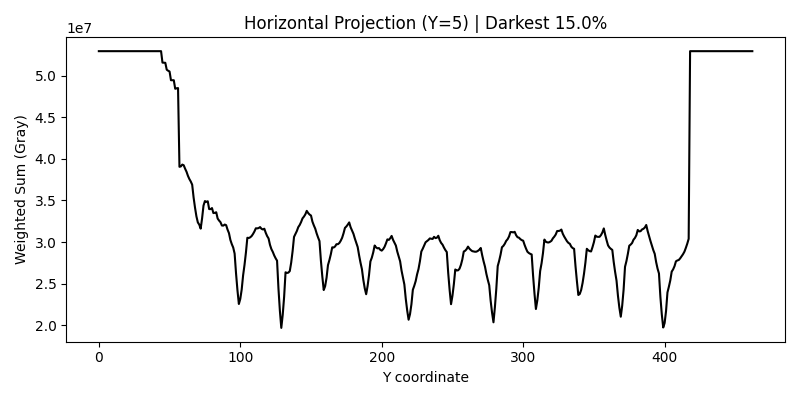 Horizontal Projection (Y=5) | Darkest 15.0%
1e7
5.0
4.5
4.0
3.5
3.0
2.5
2.0
Weighted Sum (Gray)
0 100 200 300 400
Y coordinate